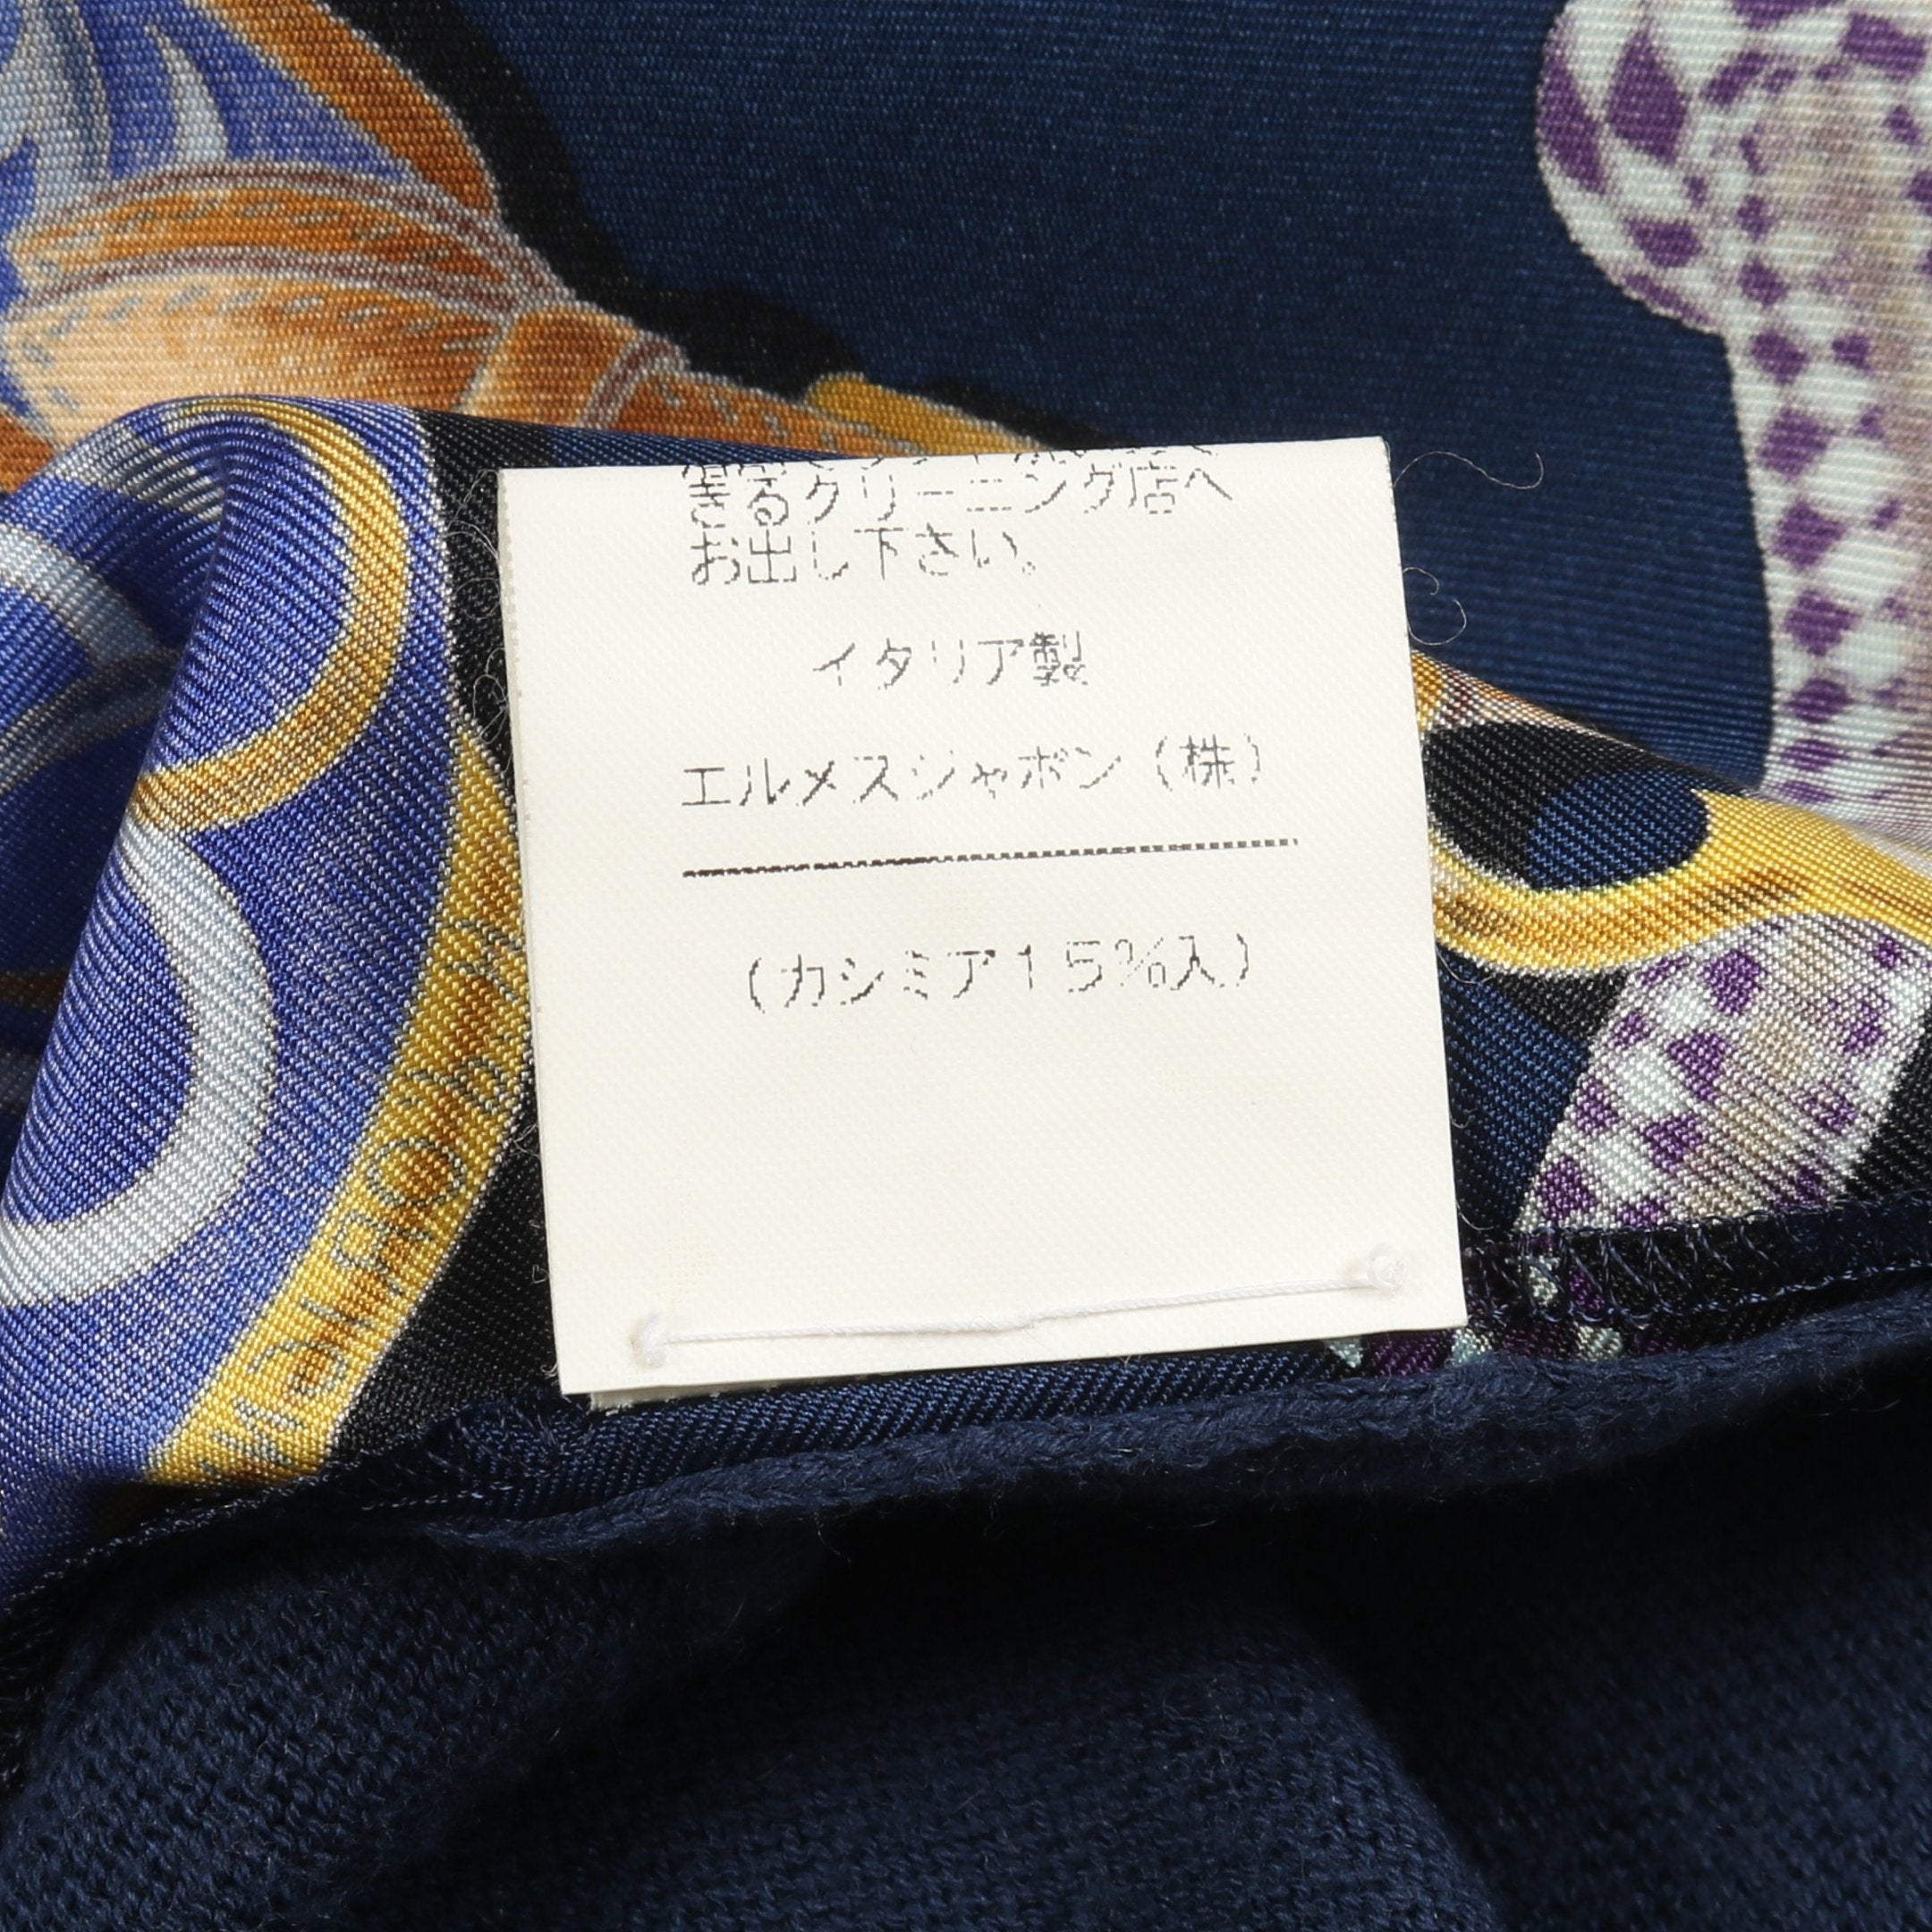 きるクリーニング店へ
お出し下さい。
イタリア製
エルメスジャポン（株）
（カシミア１５％入）